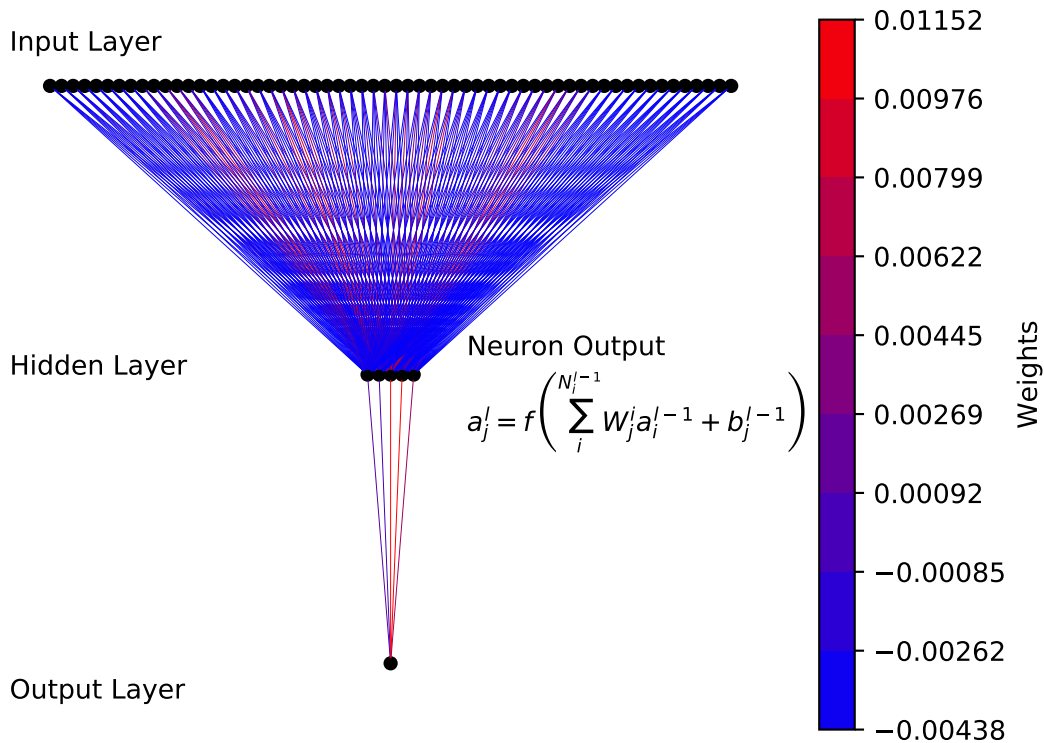 Input Layer
Hidden Layer
Neuron Output
a_j^l = f(∑_i^{N_i^{l−1}} W_j^i a_i^{l−1} + b_j^{l−1})
Output Layer
0.01152
0.00976
0.00799
0.00622
0.00445
0.00269
0.00092
−0.00085
−0.00262
−0.00438
Weights